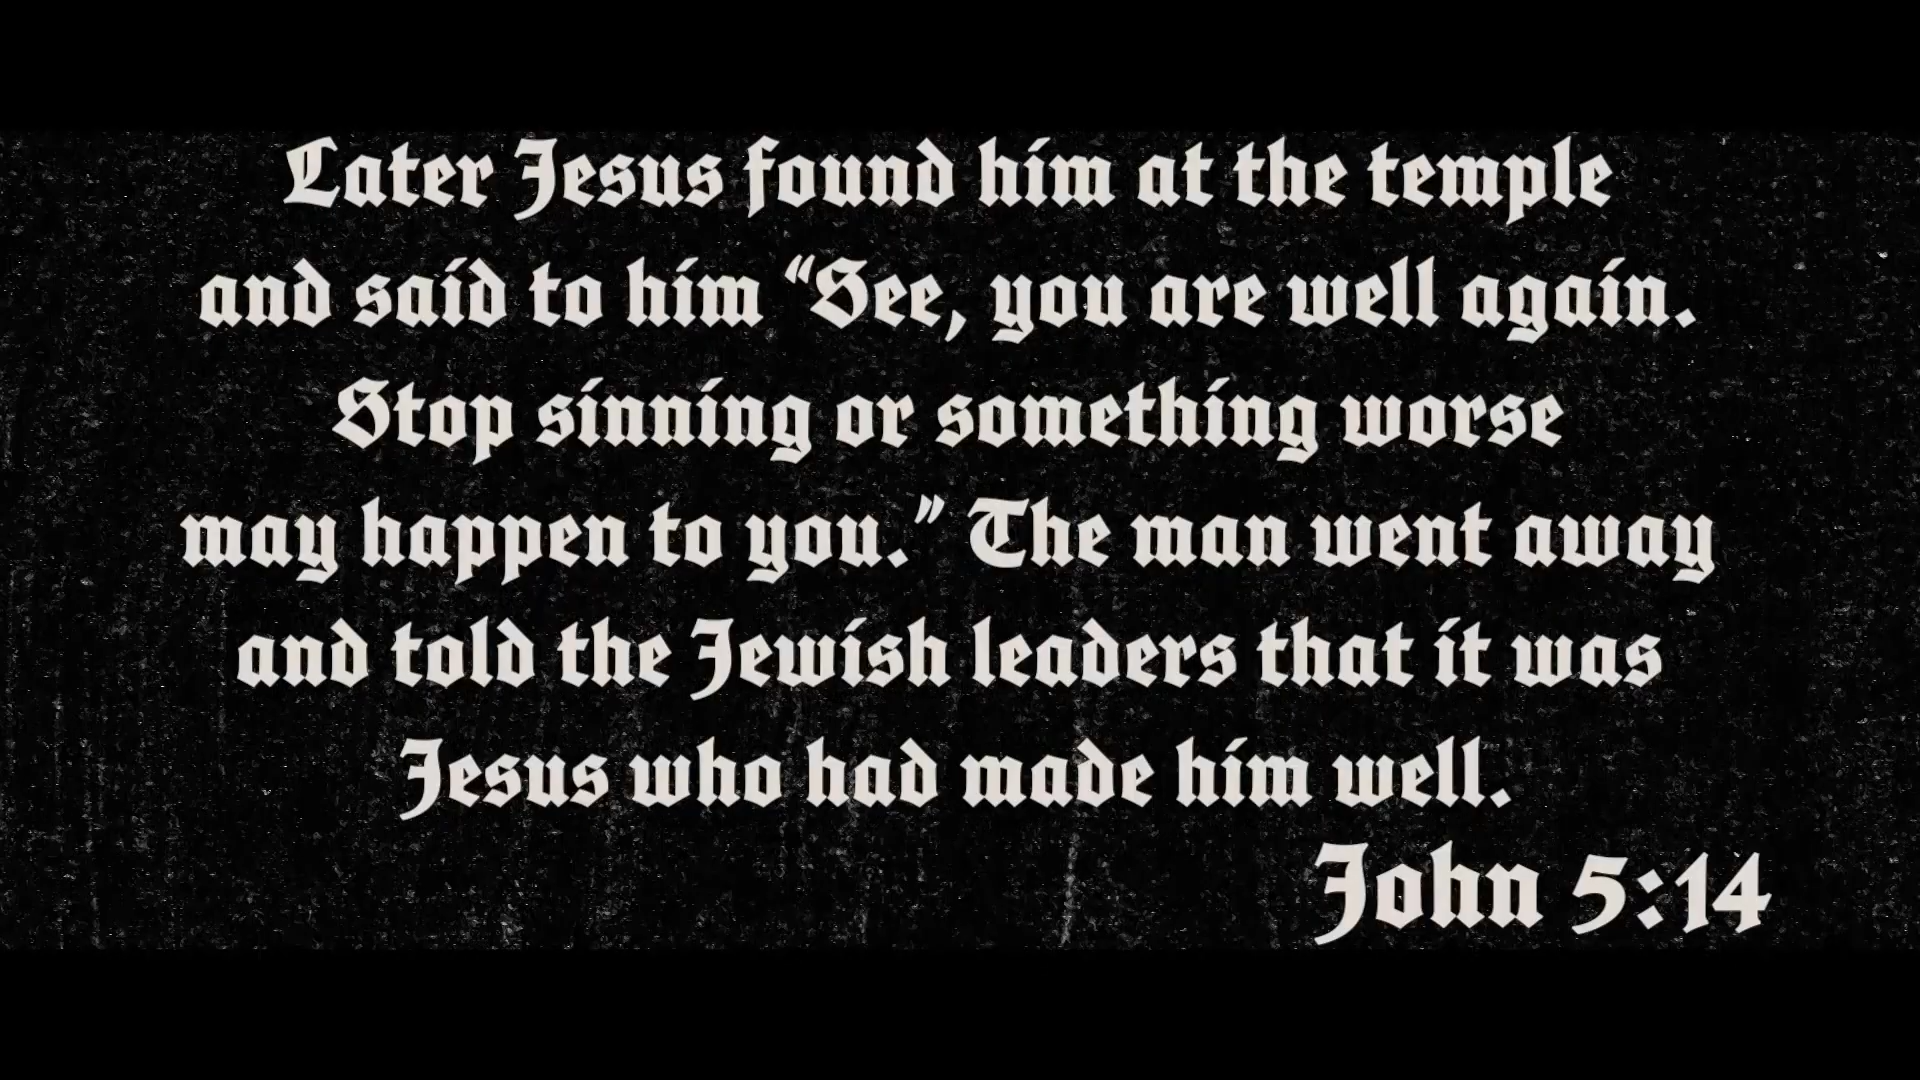 Later Jesus found him at the temple
and said to him “See, you are well again.
Stop sinning or something worse
may happen to you.” The man went away
and told the Jewish leaders that it was
Jesus who had made him well.
John 5:14